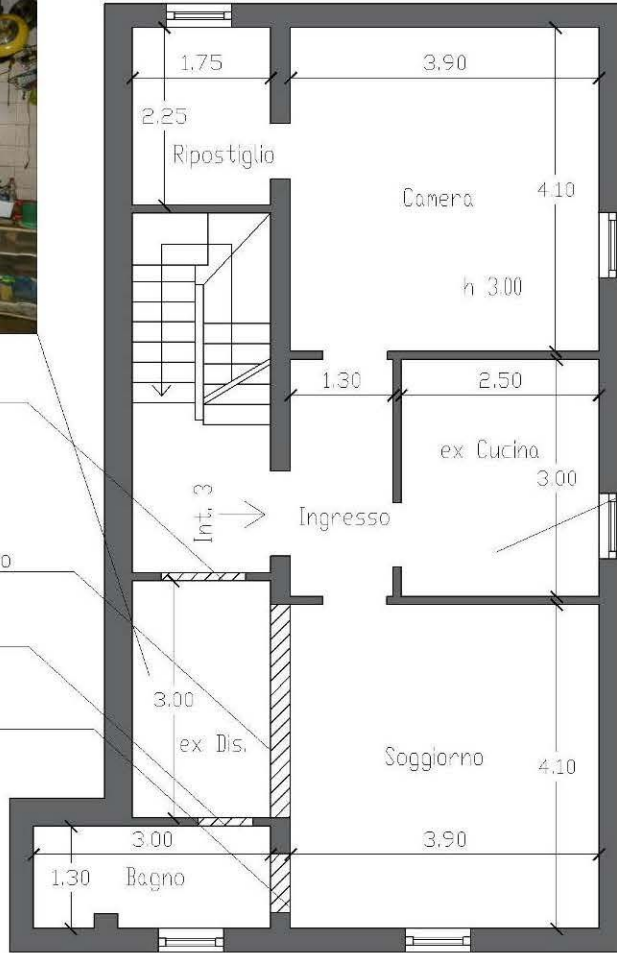 1.75
3.90
2.25
Ripostiglio
Camera
4.10
h 3.00
1.30
2.50
ex Cucina
3.00
Int. 3
Ingresso
O
3.00
ex Dis.
Soggiorno
4.10
3.00
3.90
1.30
Bagno